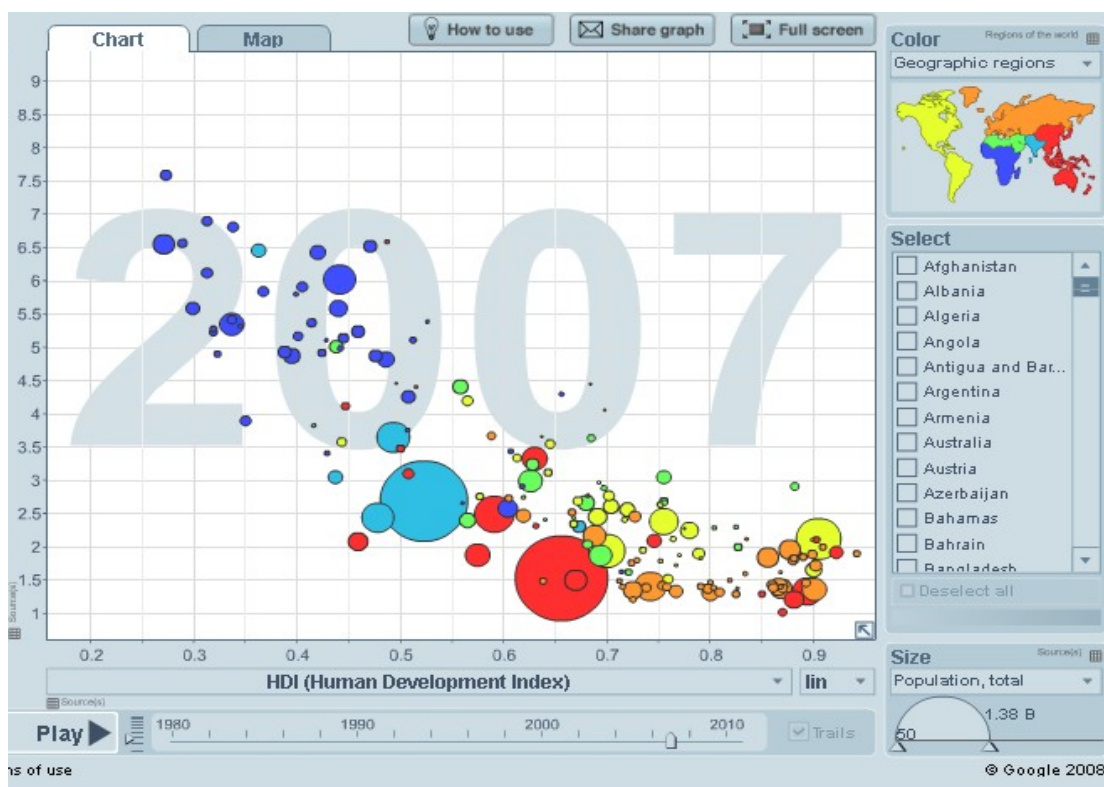 Chart
Map
How to use
Share graph
Full screen
Color
Regions of the world
Geographic regions
9
8.5
8
7.5
7
6.5
6
5.5
5
4.5
4
3.5
3
2.5
2
1.5
1
2007
Select
Afghanistan
Albania
Algeria
Angola
Antigua and Bar...
Argentina
Armenia
Australia
Austria
Azerbaijan
Bahamas
Bahrain
Bangladesh
Deselect all
Source(s)
0.2 0.3 0.4 0.5 0.6 0.7 0.8 0.9
HDI (Human Development Index)
lin
Size
Source(s)
Population, total
1.38 B
50
Source(s)
Play
1980 1990 2000 2010
Trails
ns of use
© Google 2008